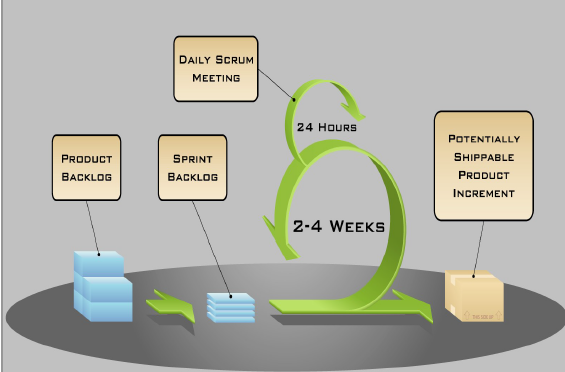 DAILY SCRUM
MEETING
24 HOURS
PRODUCT
BACKLOG
SPRINT
BACKLOG
POTENTIALLY
SHIPPABLE
PRODUCT
INCREMENT
2-4 WEEKS